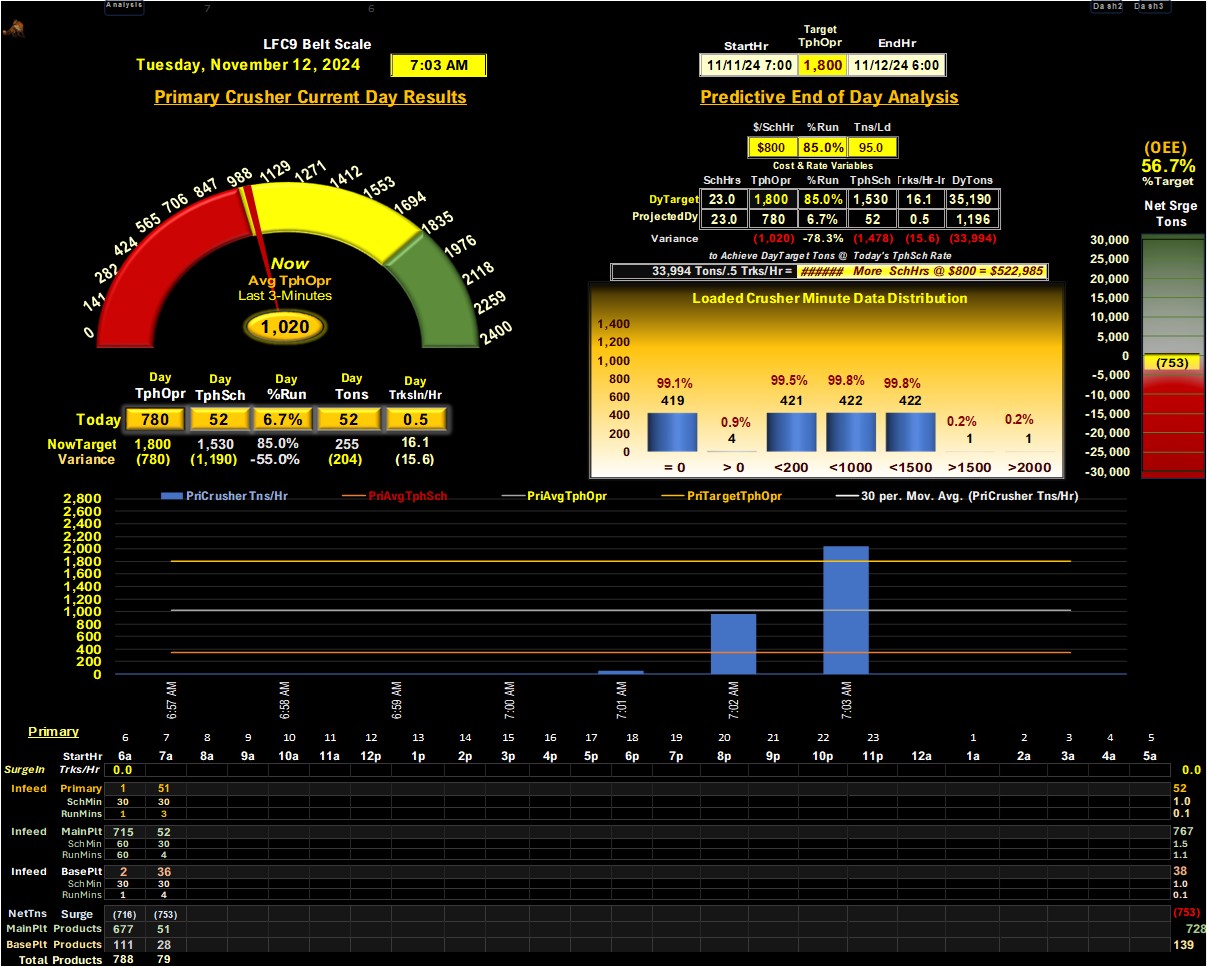 Analysis
7 6
Dash2 Dash3
LFC9 Belt Scale
Tuesday, November 12, 2024 7:03 AM
Primary Crusher Current Day Results
0 141 282 424 565 706 847 988 1129 1271 1412 1553 1694 1835 1976 2118 2259 2400
Now
Avg TphOpr
Last 3-Minutes
1,020
Day Day Day Day Day
TphOpr TphSch %Run Tons TrksIn/Hr
Today 780 52 6.7% 52 0.5
NowTarget 1,800 1,530 85.0% 255 16.1
Variance (780) (1,190) -55.0% (204) (15.6)
Target
StartHr TphOpr EndHr
11/11/24 7:00 1,800 11/12/24 6:00
Predictive End of Day Analysis
$/SchHr %Run Tns/Ld
$800 85.0% 95.0
Cost & Rate Variables
SchHrs TphOpr %Run TphSch Trks/Hr-Ir DyTons
DyTarget 23.0 1,800 85.0% 1,530 16.1 35,190
ProjectedDy 23.0 780 6.7% 52 0.5 1,196
Variance (1,020) -78.3% (1,478) (15.6) (33,994)
to Achieve DayTarget Tons @ Today's TphSch Rate
33,994 Tons/.5 Trks/Hr = ###### More SchHrs @ $800 = $522,985
Loaded Crusher Minute Data Distribution
1,400
1,200
1,000
800
600
400
200
0
99.1% 0.9% 99.5% 99.8% 99.8% 0.2% 0.2%
419 4 421 422 422 1 1
= 0 > 0 <200 <1000 <1500 >1500 >2000
(OEE)
56.7%
%Target
Net Srge
Tons
30,000
25,000
20,000
15,000
10,000
5,000
0
(753)
-5,000
-10,000
-15,000
-20,000
-25,000
-30,000
PriCrusher Tns/Hr PriAvgTphSch PriAvgTphOpr PriTargetTphOpr 30 per. Mov. Avg. (PriCrusher Tns/Hr)
2,800
2,600
2,400
2,200
2,000
1,800
1,600
1,400
1,200
1,000
800
600
400
200
0
6:57 AM 6:58 AM 6:59 AM 7:00 AM 7:01 AM 7:02 AM 7:03 AM
Primary 6 7 8 9 10 11 12 13 14 15 16 17 18 19 20 21 22 23 1 2 3 4 5
StartHr 6a 7a 8a 9a 10a 11a 12p 1p 2p 3p 4p 5p 6p 7p 8p 9p 10p 11p 12a 1a 2a 3a 4a 5a
SurgeIn Trks/Hr 0.0 0.0
Infeed Primary 1 51 52
SchMin 30 30 1.0
RunMins 1 3 0.1
Infeed MainPlt 715 52 767
SchMin 60 30 1.5
RunMins 60 4 1.1
Infeed BasePlt 2 36 38
SchMin 30 30 1.0
RunMins 1 4 0.1
NetTns Surge (716) (753) (753)
MainPlt Products 677 51 728
BasePlt Products 111 28 139
Total Products 788 79